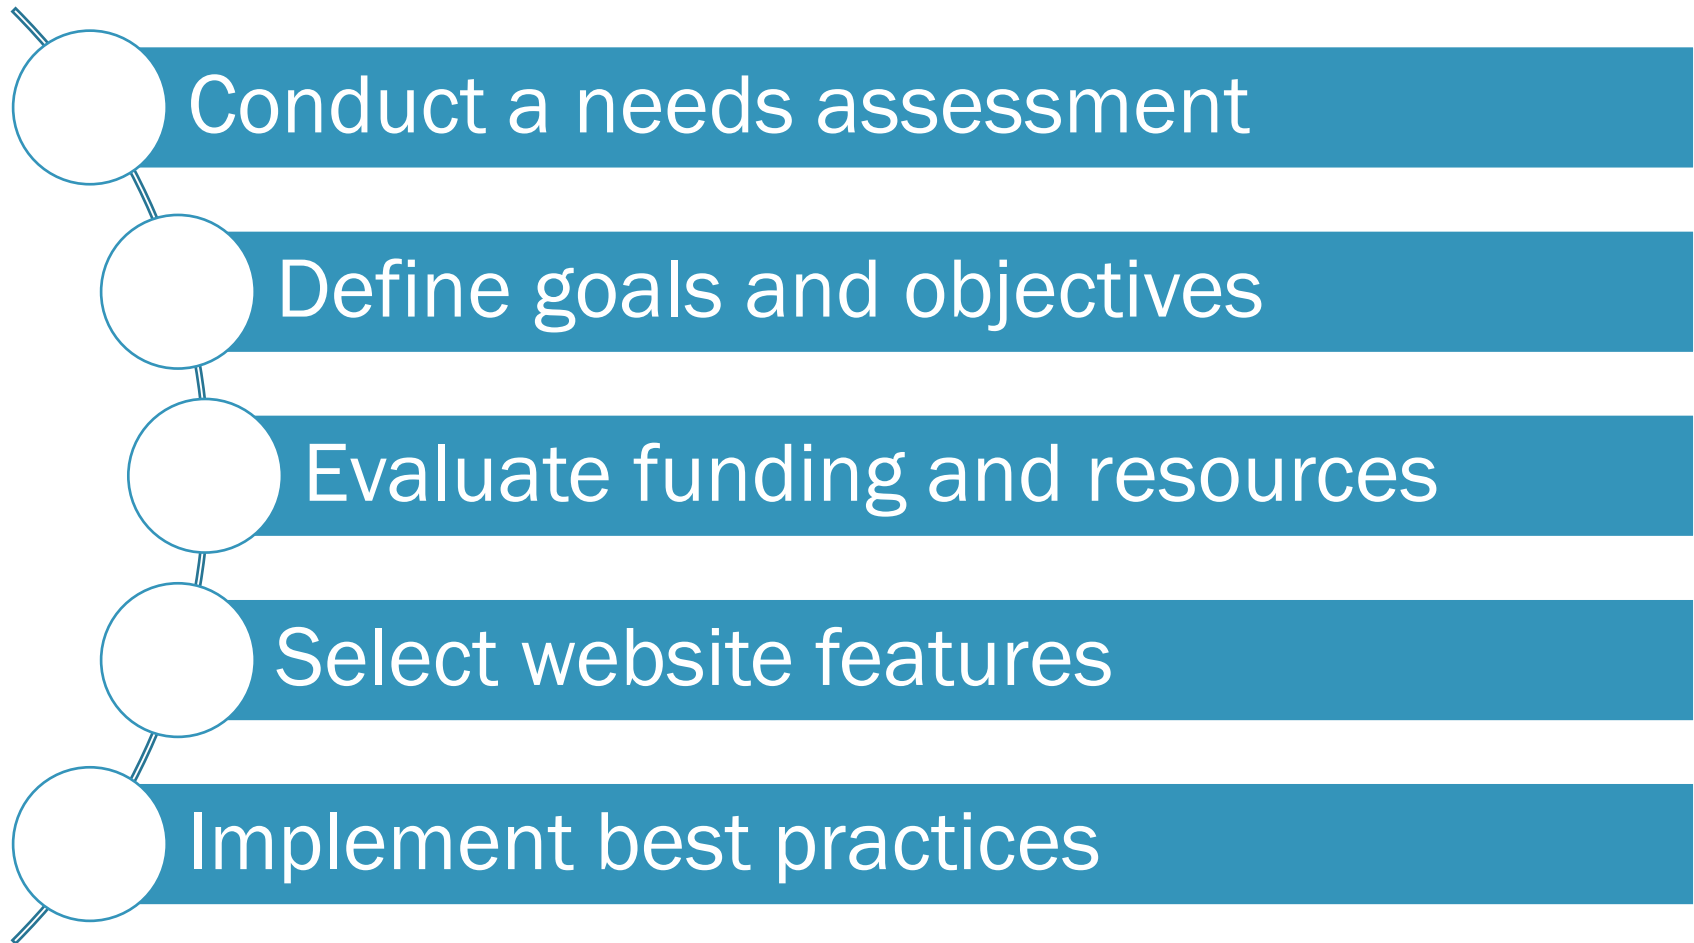 Conduct a needs assessment
Define goals and objectives
Evaluate funding and resources
Select website features
Implement best practices